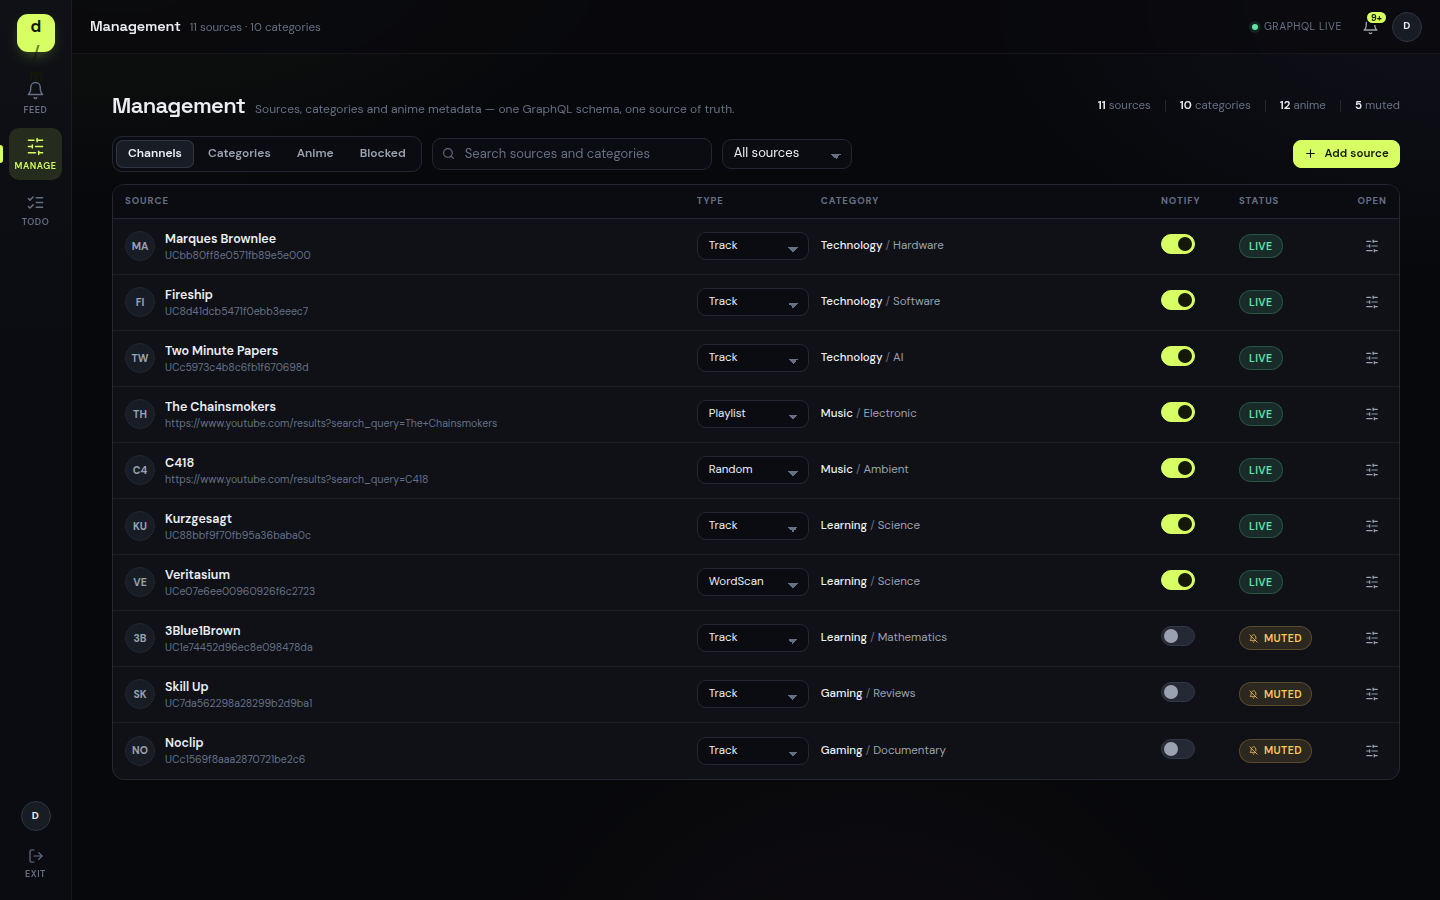 d
/
Management 11 sources · 10 categories
GRAPHQL LIVE
9+
D
FEED
MANAGE
TODO
D
EXIT
Management Sources, categories and anime metadata — one GraphQL schema, one source of truth.
11 sources 10 categories 12 anime 5 muted
Channels Categories Anime Blocked
Search sources and categories
All sources
+ Add source
SOURCE TYPE CATEGORY NOTIFY STATUS OPEN
MA Marques Brownlee Track Technology / Hardware LIVE
UCbb80ff8e0571fb89e5e000
FI Fireship Track Technology / Software LIVE
UC8d41dcb5471f0ebb3eeec7
TW Two Minute Papers Track Technology / AI LIVE
UCc5973c4b8c6fb1f670698d
TH The Chainsmokers Playlist Music / Electronic LIVE
https://www.youtube.com/results?search_query=The+Chainsmokers
C4 C418 Random Music / Ambient LIVE
https://www.youtube.com/results?search_query=C418
KU Kurzgesagt Track Learning / Science LIVE
UC88bbf9f70fb95a36baba0c
VE Veritasium WordScan Learning / Science LIVE
UCe07e6ee00960926f6c2723
3B 3Blue1Brown Track Learning / Mathematics MUTED
UC1e74452d96ec8e098478da
SK Skill Up Track Gaming / Reviews MUTED
UC7da562298a28299b2d9ba1
NO Noclip Track Gaming / Documentary MUTED
UCc1569f8aaa2870721be2c6